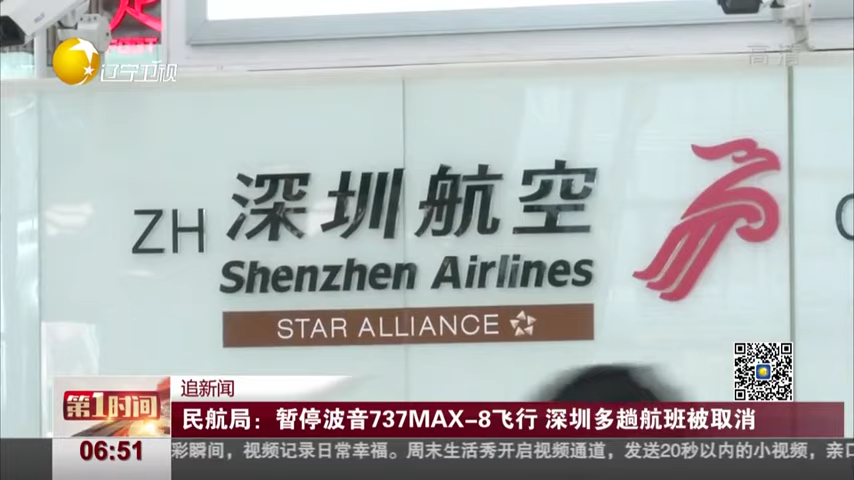 辽宁卫视
高清
ZH 深圳航空
Shenzhen Airlines
STAR ALLIANCE
追新闻
第1时间
民航局：暂停波音737MAX-8飞行 深圳多趟航班被取消
06:51
彩瞬间，视频记录日常幸福。周末生活秀开启视频通道，发送20秒以内的小视频，亲口